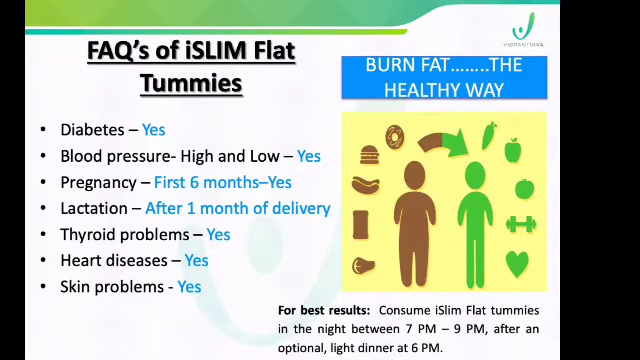 VIBRANT VIVA
FAQ's of iSLIM Flat
Tummies
BURN FAT........THE
HEALTHY WAY
• Diabetes – Yes
• Blood pressure- High and Low – Yes
• Pregnancy – First 6 months–Yes
• Lactation – After 1 month of delivery
• Thyroid problems – Yes
• Heart diseases – Yes
• Skin problems - Yes
For best results: Consume iSlim Flat tummies
in the night between 7 PM – 9 PM, after an
optional, light dinner at 6 PM.